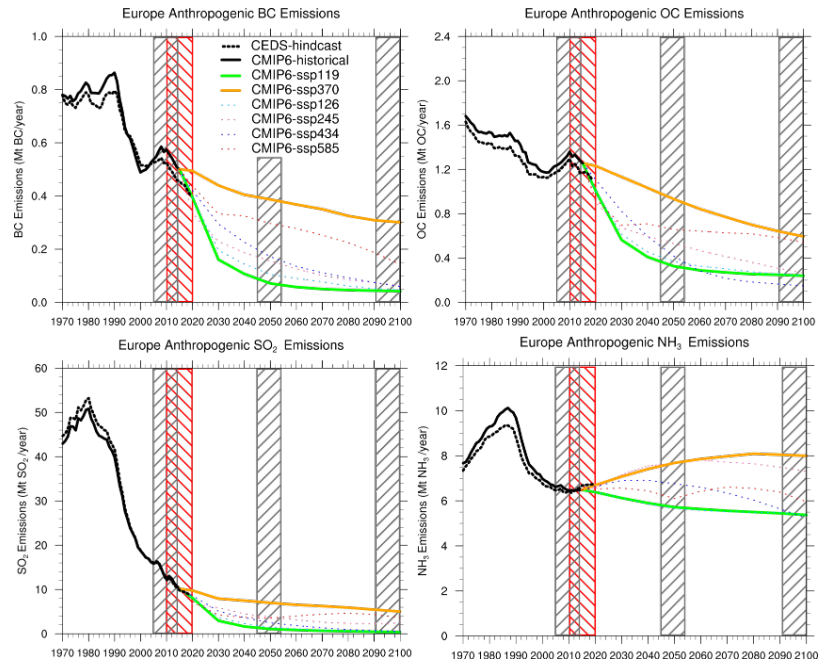 Europe Anthropogenic BC Emissions
BC Emissions (Mt BC/year)
1.0
0.8
0.6
0.4
0.2
0.0
1970 1980 1990 2000 2010 2020 2030 2040 2050 2060 2070 2080 2090 2100
CEDS-hindcast
CMIP6-historical
CMIP6-ssp119
CMIP6-ssp370
CMIP6-ssp126
CMIP6-ssp245
CMIP6-ssp434
CMIP6-ssp585
Europe Anthropogenic OC Emissions
OC Emissions (Mt OC/year)
2.4
2.0
1.6
1.2
0.8
0.4
0.0
1970 1980 1990 2000 2010 2020 2030 2040 2050 2060 2070 2080 2090 2100
Europe Anthropogenic SO₂ Emissions
SO₂ Emissions (Mt SO₂/year)
60
50
40
30
20
10
0
1970 1980 1990 2000 2010 2020 2030 2040 2050 2060 2070 2080 2090 2100
Europe Anthropogenic NH₃ Emissions
NH₃ Emissions (Mt NH₃/year)
12
10
8
6
4
2
0
1970 1980 1990 2000 2010 2020 2030 2040 2050 2060 2070 2080 2090 2100